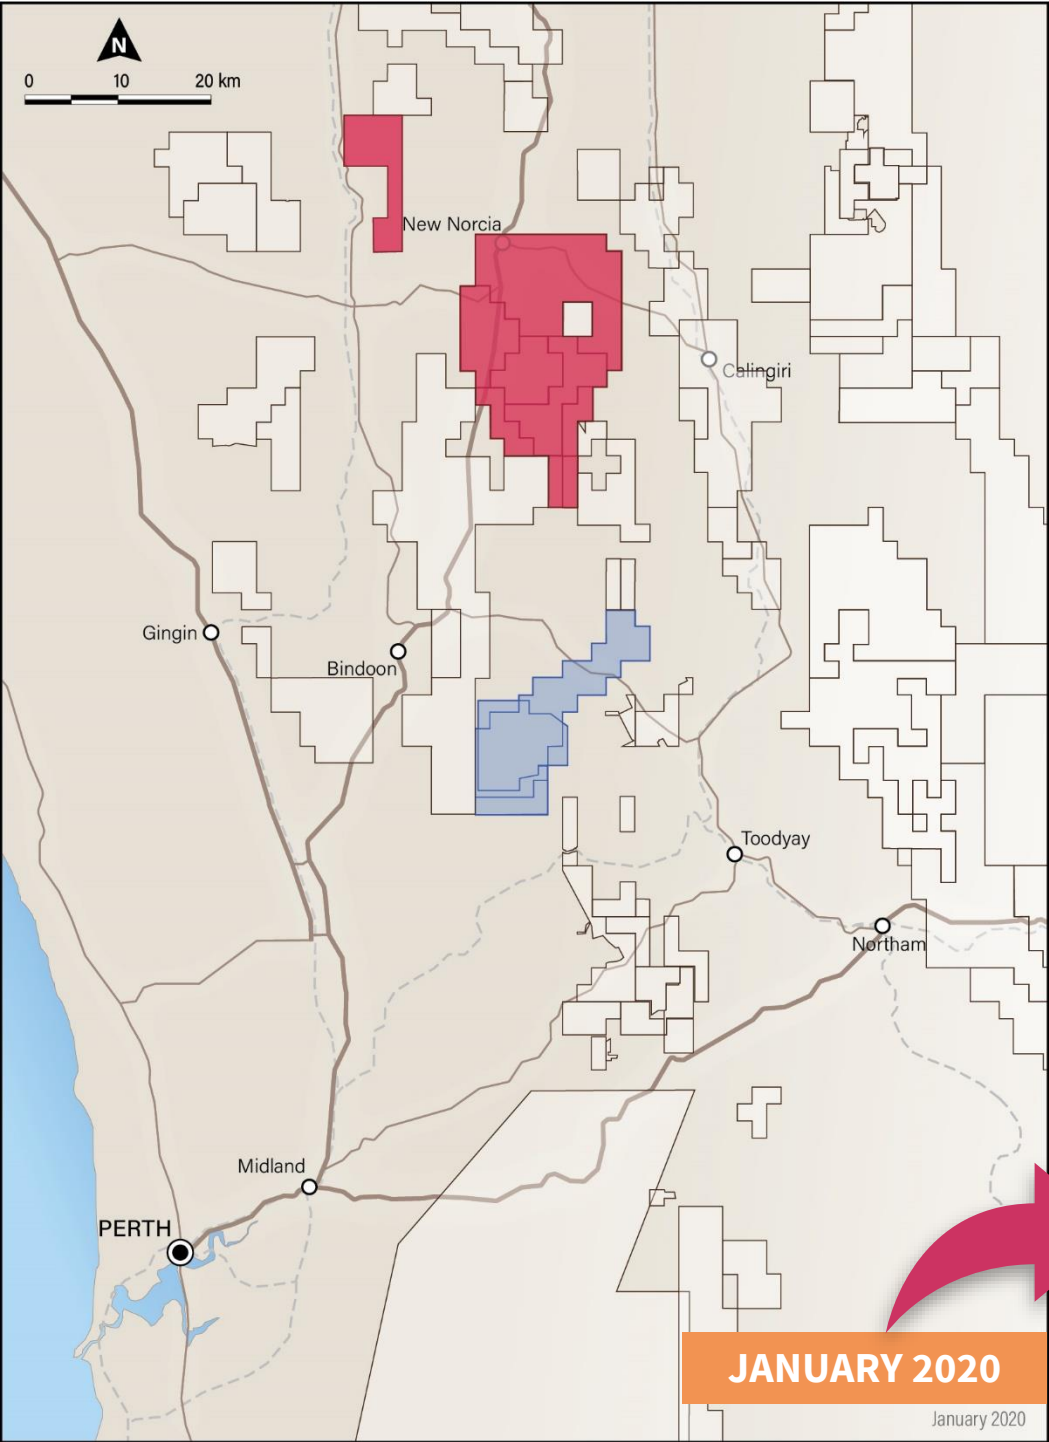 N
0 10 20 km
New Norcia
Calingiri
Gingin
Bindoon
Toodyay
Northam
Midland
PERTH
JANUARY 2020
January 2020